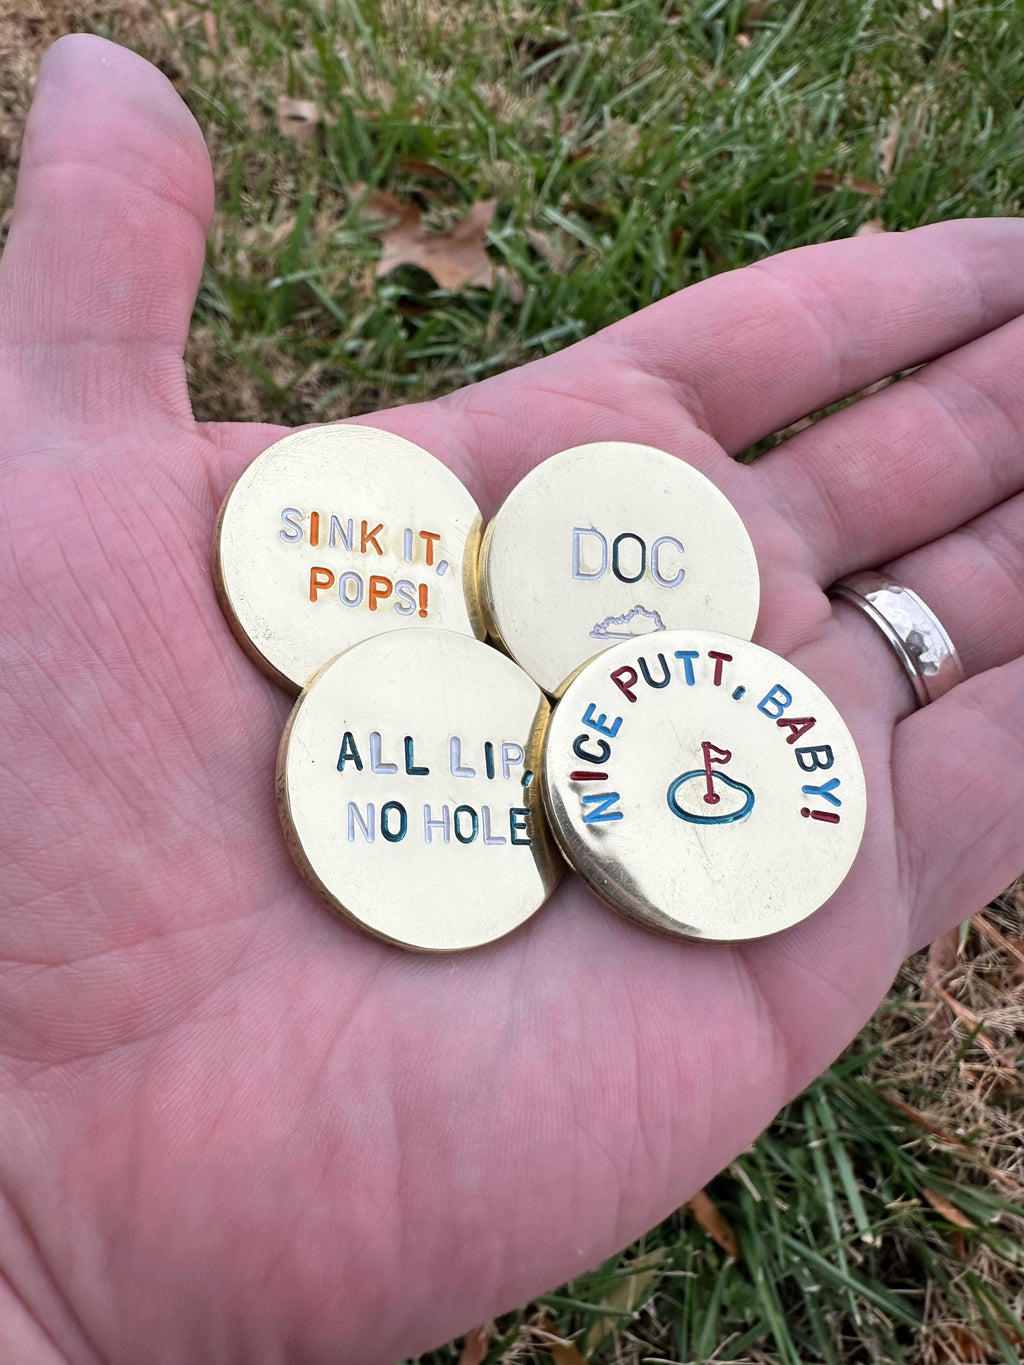 SINK IT,
POPS!
DOC
ALL LIP,
NO HOLE
NICE PUTT, BABY!